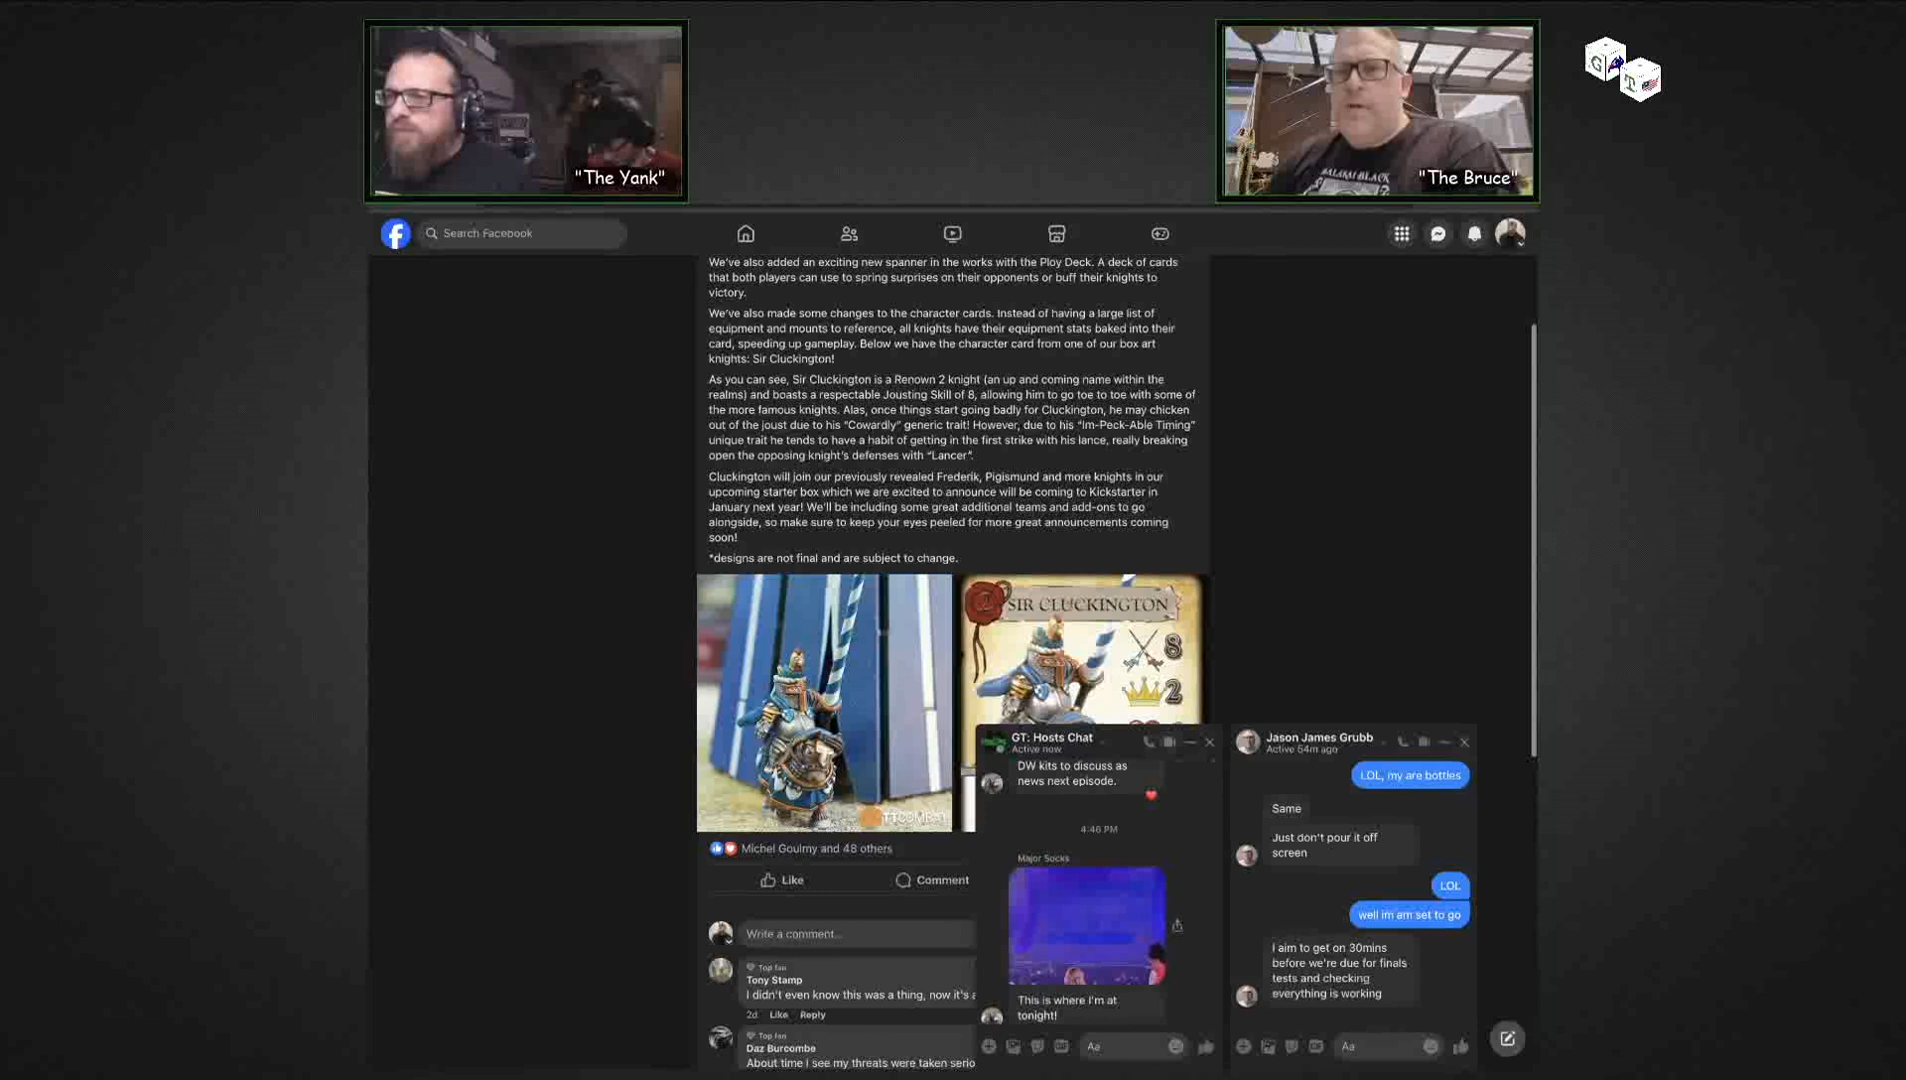 "The Yank"
"The Bruce"
G
T
BALAKAI BLACK
Search Facebook
We've also added an exciting new spanner in the works with the Ploy Deck. A deck of cards
that both players can use to spring surprises on their opponents or buff their knights to
victory.
We've also made some changes to the character cards. Instead of having a large list of
equipment and mounts to reference, all knights have their equipment stats baked into their
card, speeding up gameplay. Below we have the character card from one of our box art
knights: Sir Cluckington!
As you can see, Sir Cluckington is a Renown 2 knight (an up and coming name within the
realms) and boasts a respectable Jousting Skill of 8, allowing him to go toe to toe with some of
the more famous knights. Alas, once things start going badly for Cluckington, he may chicken
out of the joust due to his "Cowardly" generic trait! However, due to his "Im-Peck-Able Timing"
unique trait he tends to have a habit of getting in the first strike with his lance, really breaking
open the opposing knight's defenses with "Lancer".
Cluckington will join our previously revealed Frederik, Pigismund and more knights in our
upcoming starter box which we are excited to announce will be coming to Kickstarter in
January next year! We'll be including some great additional teams and add-ons to go
alongside, so make sure to keep your eyes peeled for more great announcements coming
soon!
*designs are not final and are subject to change.
SIR CLUCKINGTON
8
2
TTCOMBAT
Michel Goulmy and 48 others
Like
Comment
Write a comment...
Top fan
Tony Stamp
I didn't even know this was a thing, now it's a
2d Like Reply
Top fan
Daz Burcombe
About time I see my threats were taken serio
GT: Hosts Chat
Active now
DW kits to discuss as
news next episode.
4:46 PM
Major Socks
This is where I'm at
tonight!
Aa
Jason James Grubb
Active 54m ago
LOL, my are bottles
Same
Just don't pour it off
screen
LOL
well im am set to go
I aim to get on 30mins
before we're due for finals
tests and checking
everything is working
Aa